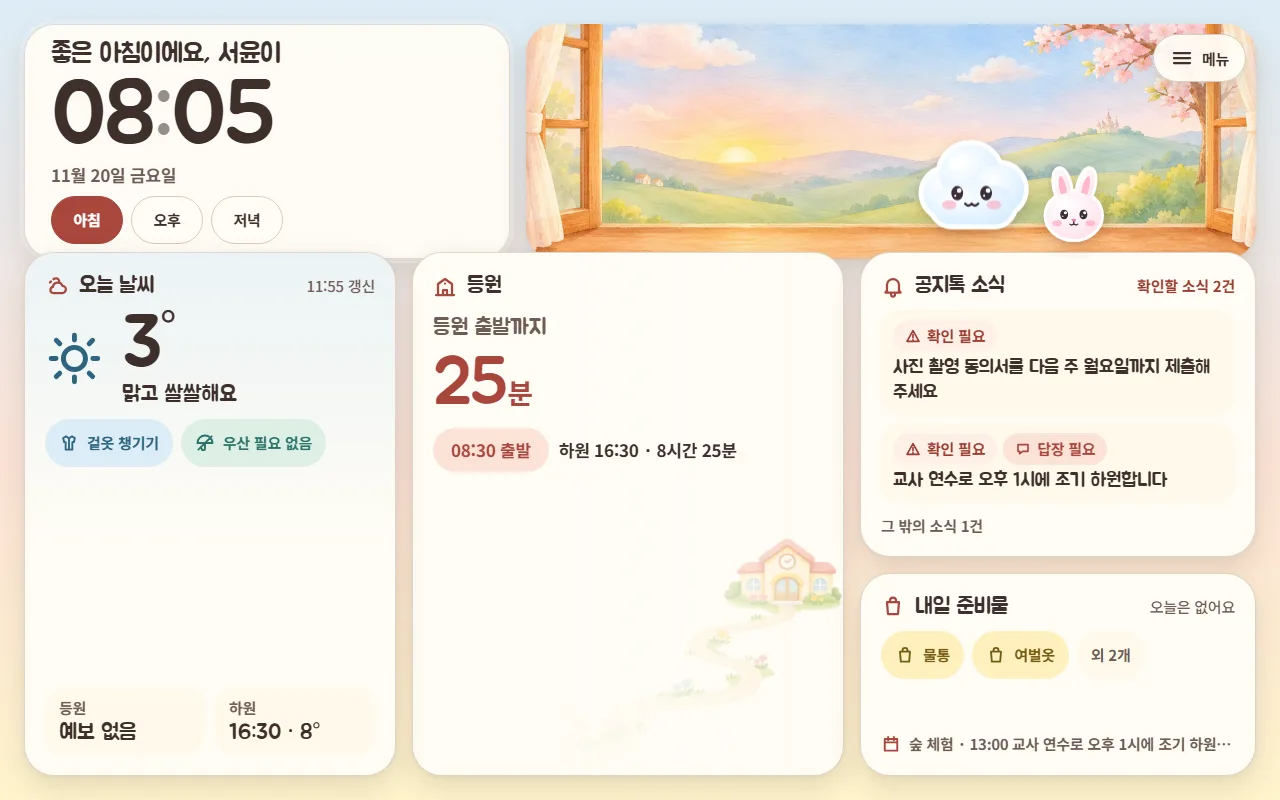 좋은 아침이에요, 서윤이
08:05
11월 20일 금요일
아침 오후 저녁
메뉴
오늘 날씨 11:55 갱신
3°
맑고 쌀쌀해요
겉옷 챙기기 우산 필요 없음
등원 하원
예보 없음 16:30 · 8°
등원
등원 출발까지
25분
08:30 출발 하원 16:30 · 8시간 25분
공지톡 소식 확인할 소식 2건
확인 필요
사진 촬영 동의서를 다음 주 월요일까지 제출해
주세요
확인 필요 답장 필요
교사 연수로 오후 1시에 조기 하원합니다
그 밖의 소식 1건
내일 준비물 오늘은 없어요
물통 여벌옷 외 2개
숲 체험 · 13:00 교사 연수로 오후 1시에 조기 하원…